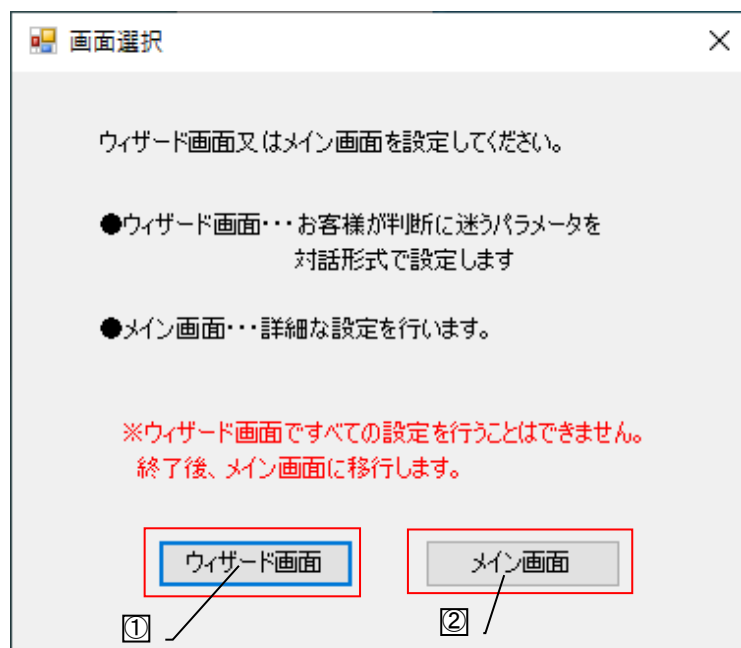 画面選択
ウィザード画面又はメイン画面を設定してください。
●ウィザード画面・・・お客様が判断に迷うパラメータを
対話形式で設定します
●メイン画面・・・詳細な設定を行います。
※ウィザード画面ですべての設定を行うことはできません。
終了後、メイン画面に移行します。
ウィザード画面 メイン画面
① ②